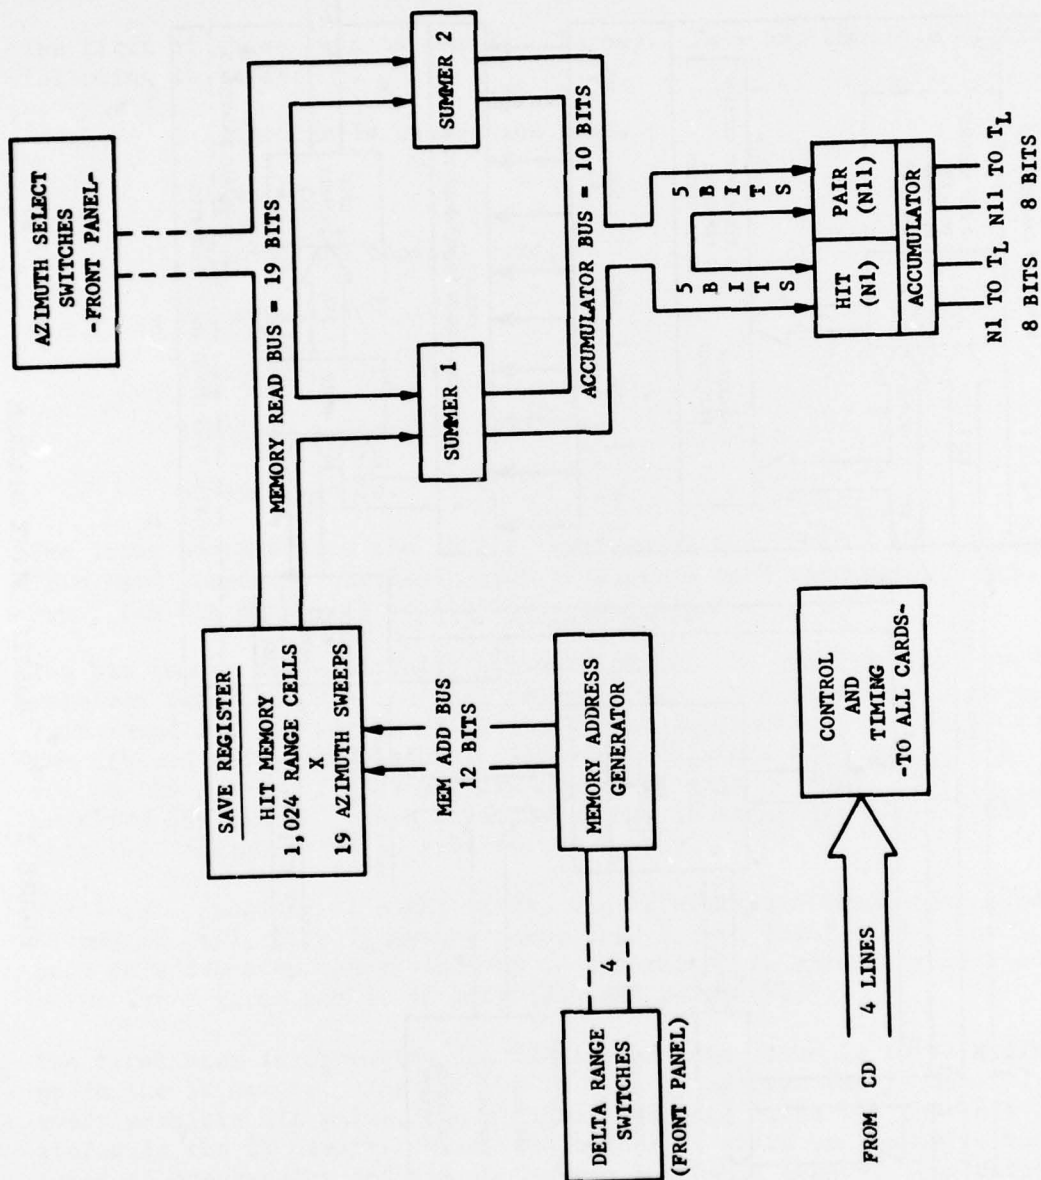 AZIMUTH SELECT
SWITCHES
-FRONT PANEL-
MEMORY READ BUS = 19 BITS
SUMMER 1
SUMMER 2
ACCUMULATOR BUS = 10 BITS
5 BITS
5 BITS
HIT
(N1)
PAIR
(N11)
ACCUMULATOR
N1 TO TL
8 BITS
N11 TO TL
8 BITS
SAVE REGISTER
HIT MEMORY
1,024 RANGE CELLS
X
19 AZIMUTH SWEEPS
MEM ADD BUS
12 BITS
MEMORY ADDRESS
GENERATOR
4
DELTA RANGE
SWITCHES
(FRONT PANEL)
CONTROL
AND
TIMING
-TO ALL CARDS-
FROM CD
4 LINES